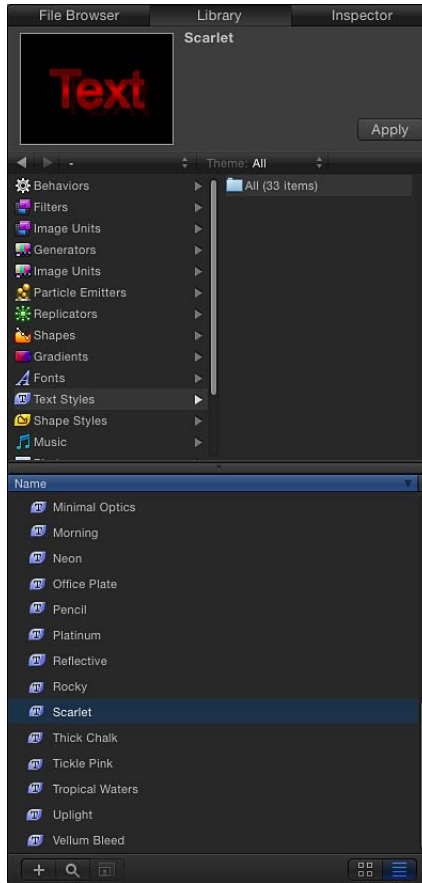 File Browser Library Inspector
Scarlet
Text
Apply
- Theme: All
Behaviors
All (33 items)
Filters
Image Units
Generators
Image Units
Particle Emitters
Replicators
Shapes
Gradients
Fonts
Text Styles
Shape Styles
Music
Name
Minimal Optics
Morning
Neon
Office Plate
Pencil
Platinum
Reflective
Rocky
Scarlet
Thick Chalk
Tickle Pink
Tropical Waters
Uplight
Vellum Bleed